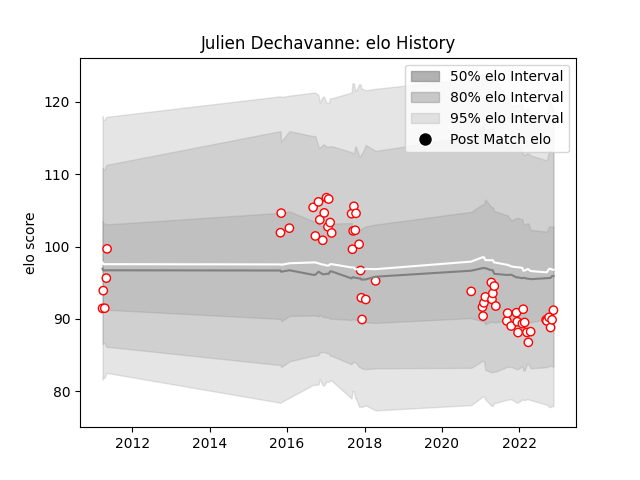 Julien Dechavanne: elo History
50% elo Interval
80% elo Interval
95% elo Interval
Post Match elo
elo score
120
110
100
90
80
2012
2014
2016
2018
2020
2022